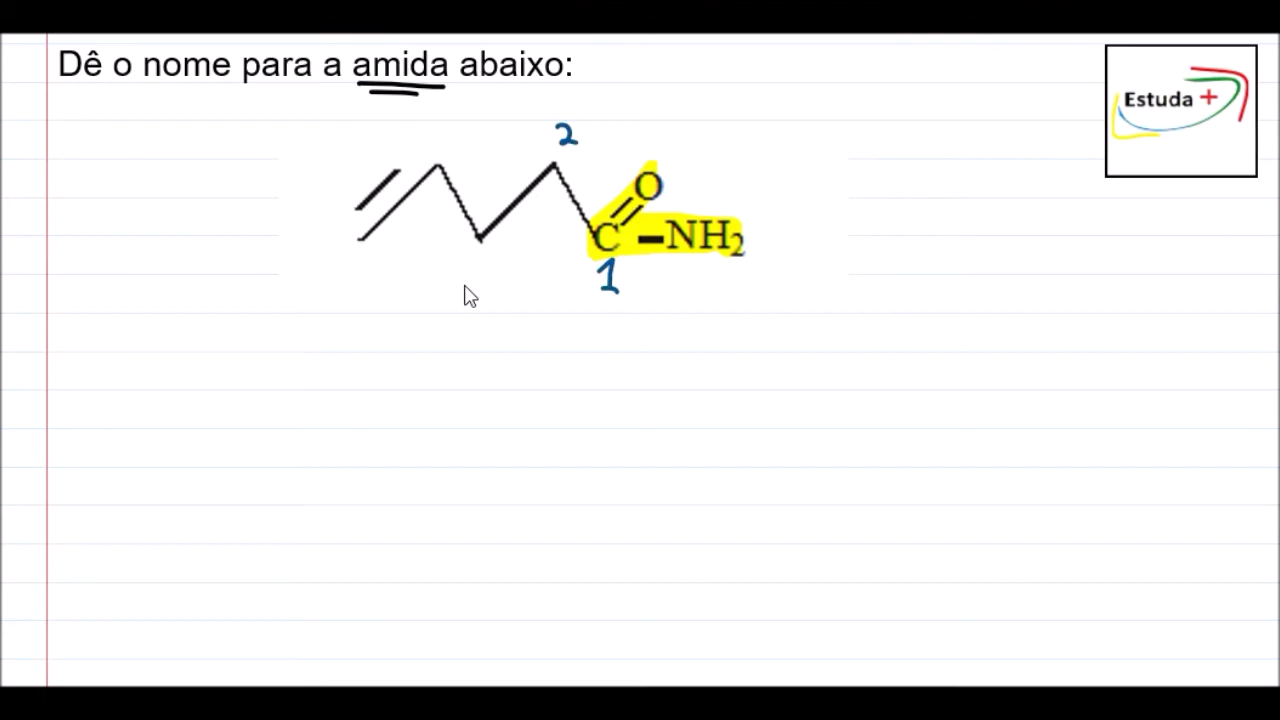 Dê o nome para a amida abaixo:
Estuda +
2
O
C – NH₂
1